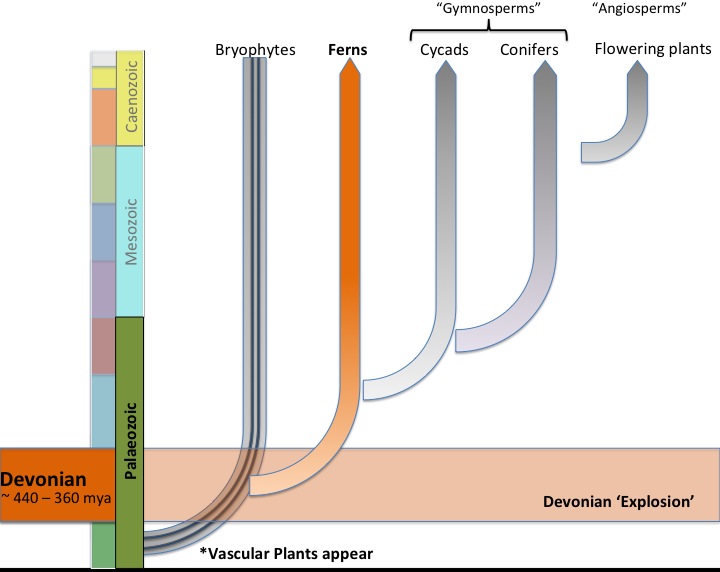 “Gymnosperms”
“Angiosperms”
Bryophytes
Ferns
Cycads
Conifers
Flowering plants
Caenozoic
Mesozoic
Palaeozoic
Devonian
~ 440 – 360 mya
Devonian ‘Explosion’
*Vascular Plants appear